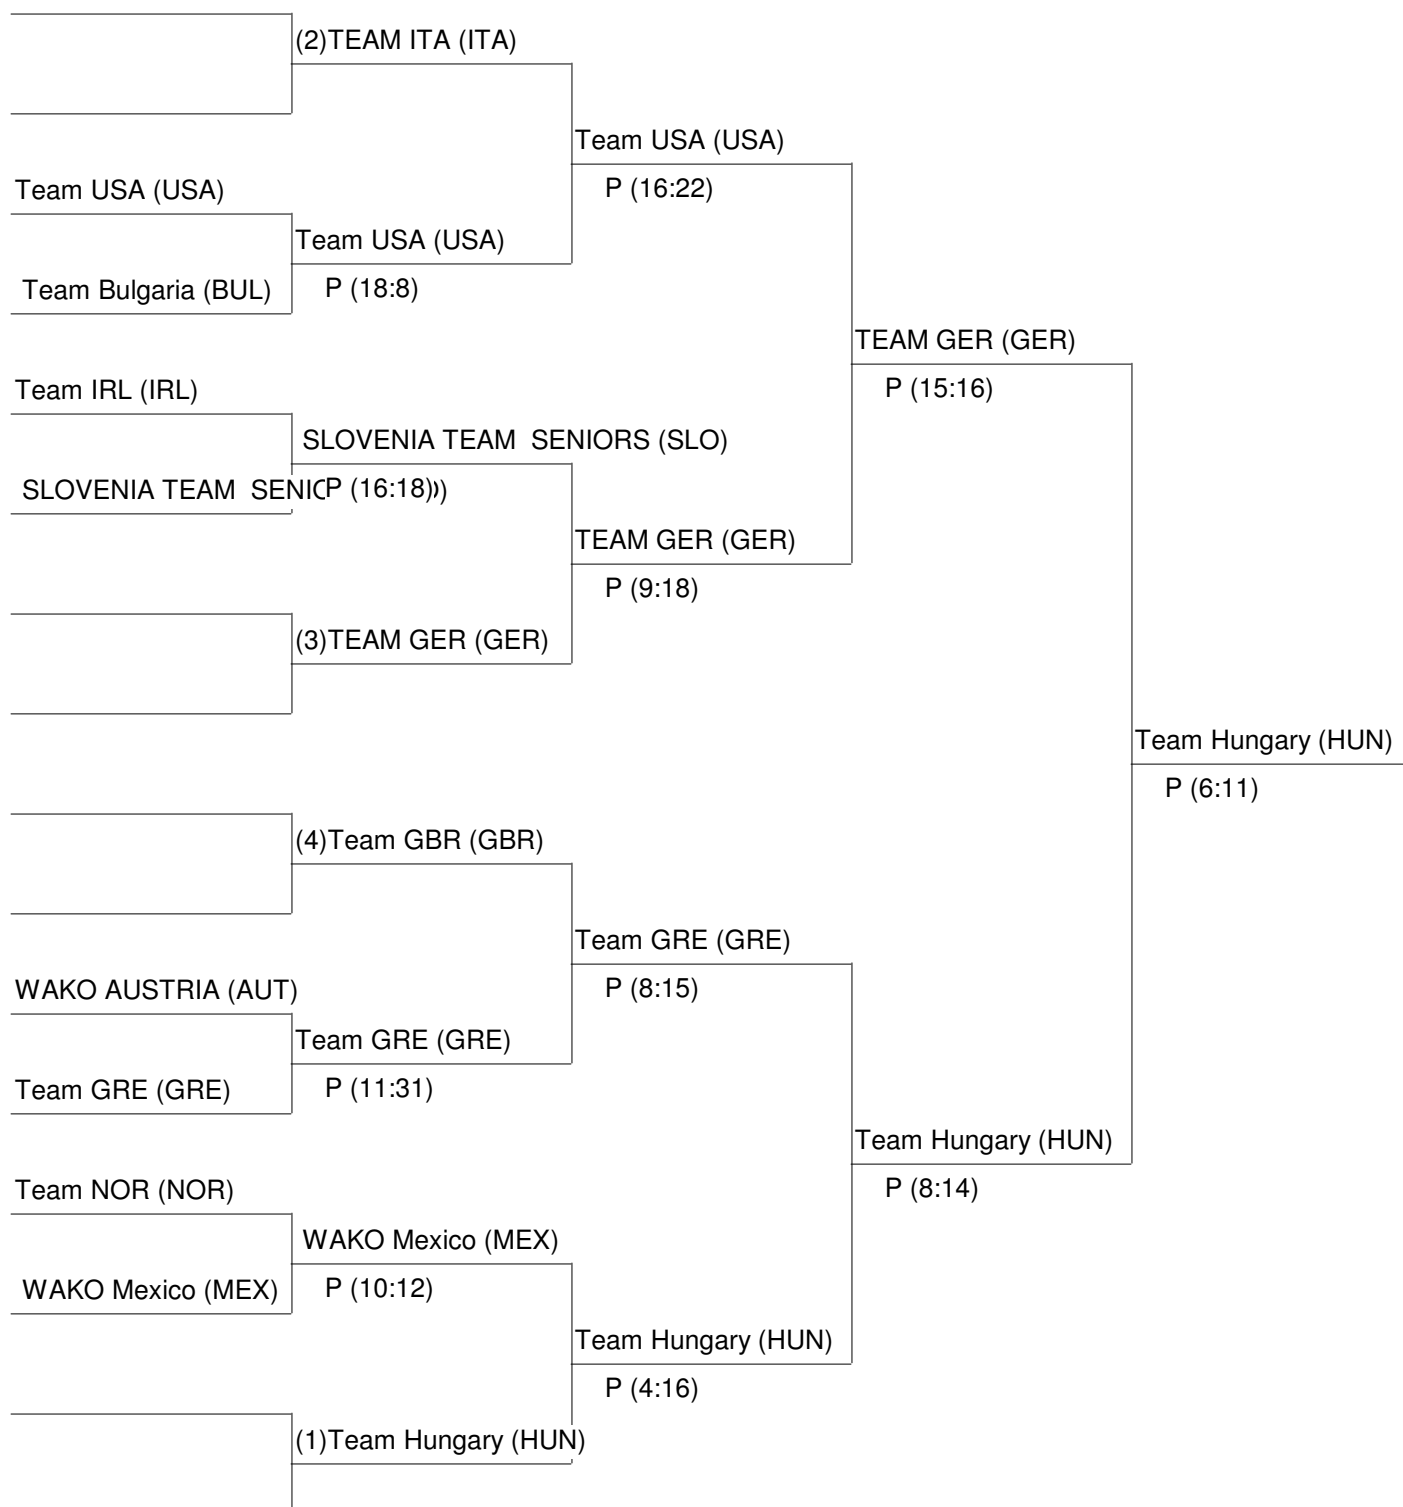 (2)TEAM ITA (ITA)
Team USA (USA)
Team USA (USA)
P (16:22)
Team USA (USA)
Team Bulgaria (BUL)
P (18:8)
TEAM GER (GER)
Team IRL (IRL)
P (15:16)
SLOVENIA TEAM  SENIORS (SLO)
SLOVENIA TEAM
P (16:18)
TEAM GER (GER)
P (9:18)
(3)TEAM GER (GER)
Team Hungary (HUN)
P (6:11)
(4)Team GBR (GBR)
Team GRE (GRE)
WAKO AUSTRIA (AUT)
P (8:15)
Team GRE (GRE)
Team GRE (GRE)
P (11:31)
Team Hungary (HUN)
Team NOR (NOR)
P (8:14)
WAKO Mexico (MEX)
WAKO Mexico (MEX)
P (10:12)
Team Hungary (HUN)
P (4:16)
(1)Team Hungary (HUN)